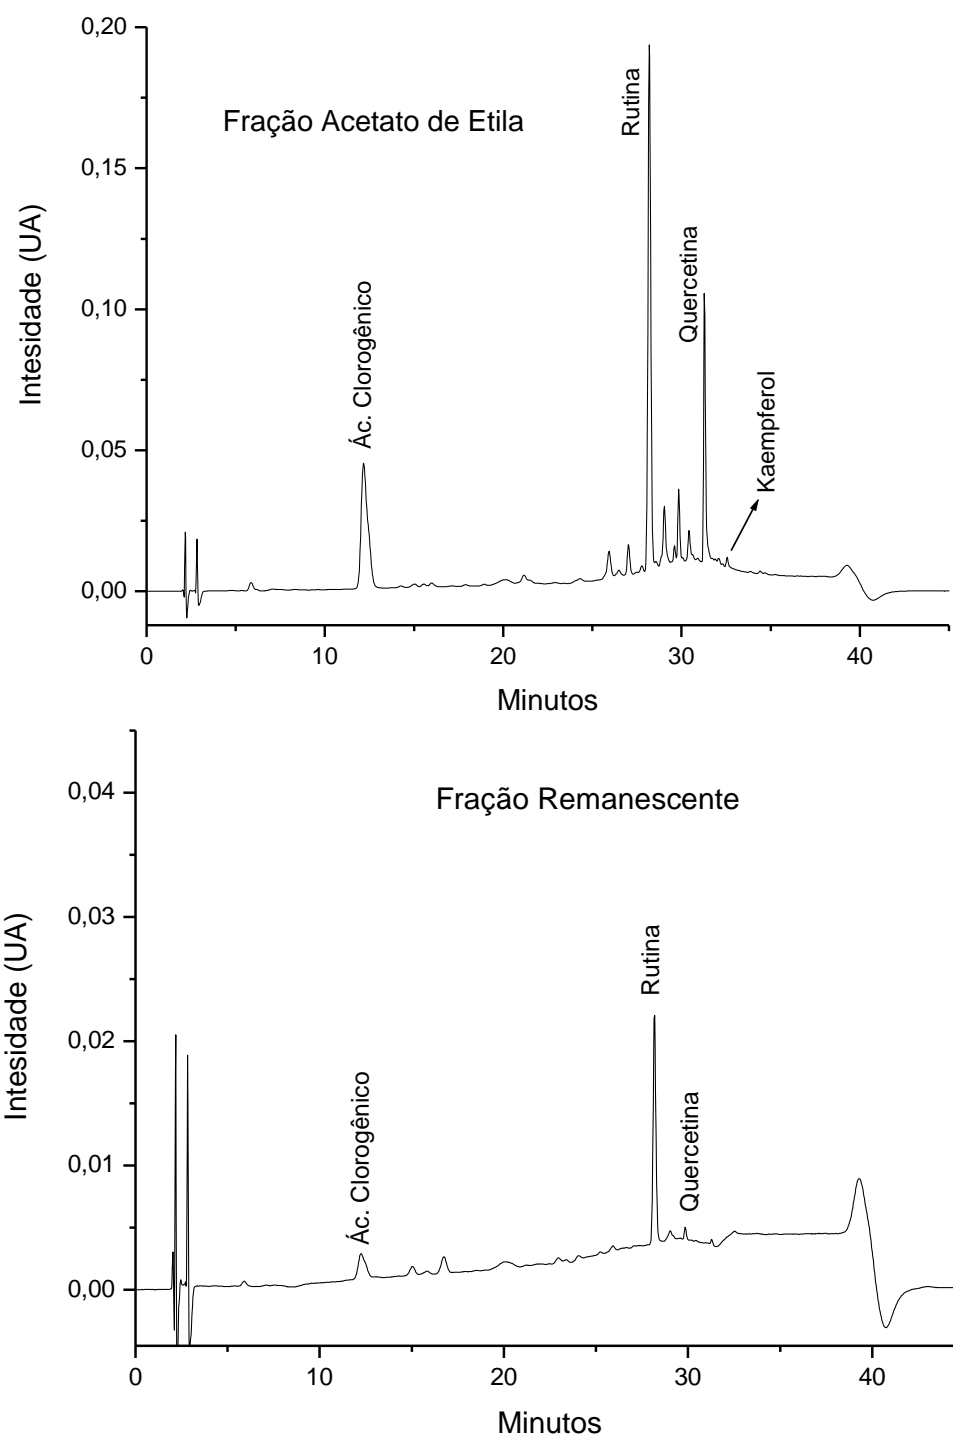 0,20
Fração Acetato de Etila
Rutina
0,15
Intesidade (UA)
Quercetina
0,10
Ác. Clorogênico
Kaempferol
0,05
0,00
0 10 20 30 40
Minutos
0,04
Fração Remanescente
0,03
Rutina
Intesidade (UA)
0,02
Ác. Clorogênico
Quercetina
0,01
0,00
0 10 20 30 40
Minutos